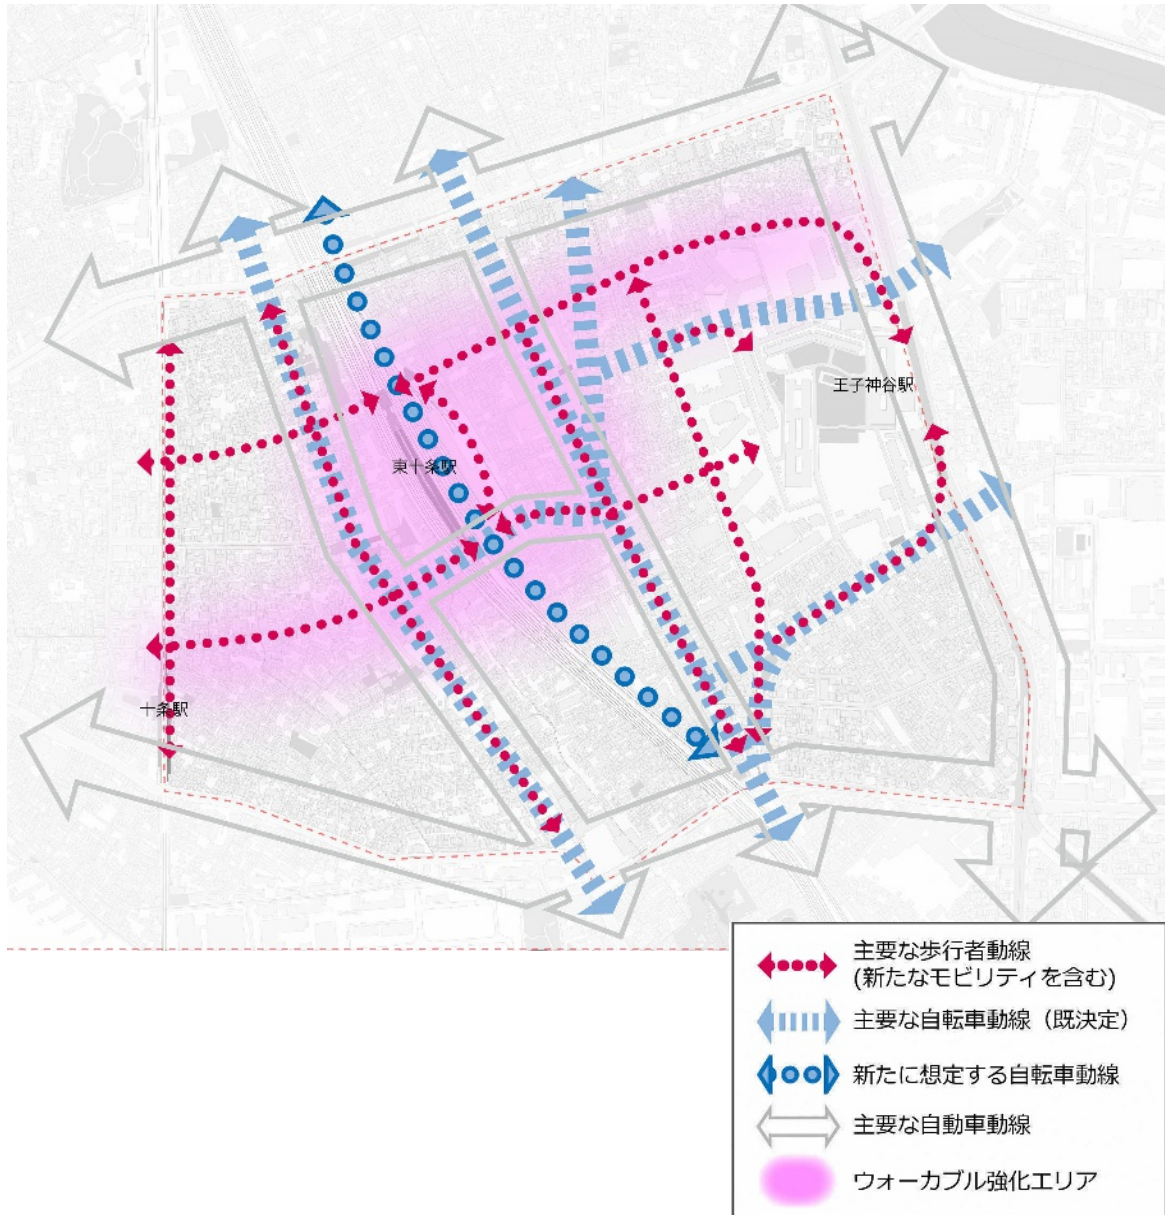 王子神谷駅
東十条駅
十条駅
主要な歩行者動線
(新たなモビリティを含む)
主要な自転車動線（既決定）
新たに想定する自転車動線
主要な自動車動線
ウォーカブル強化エリア